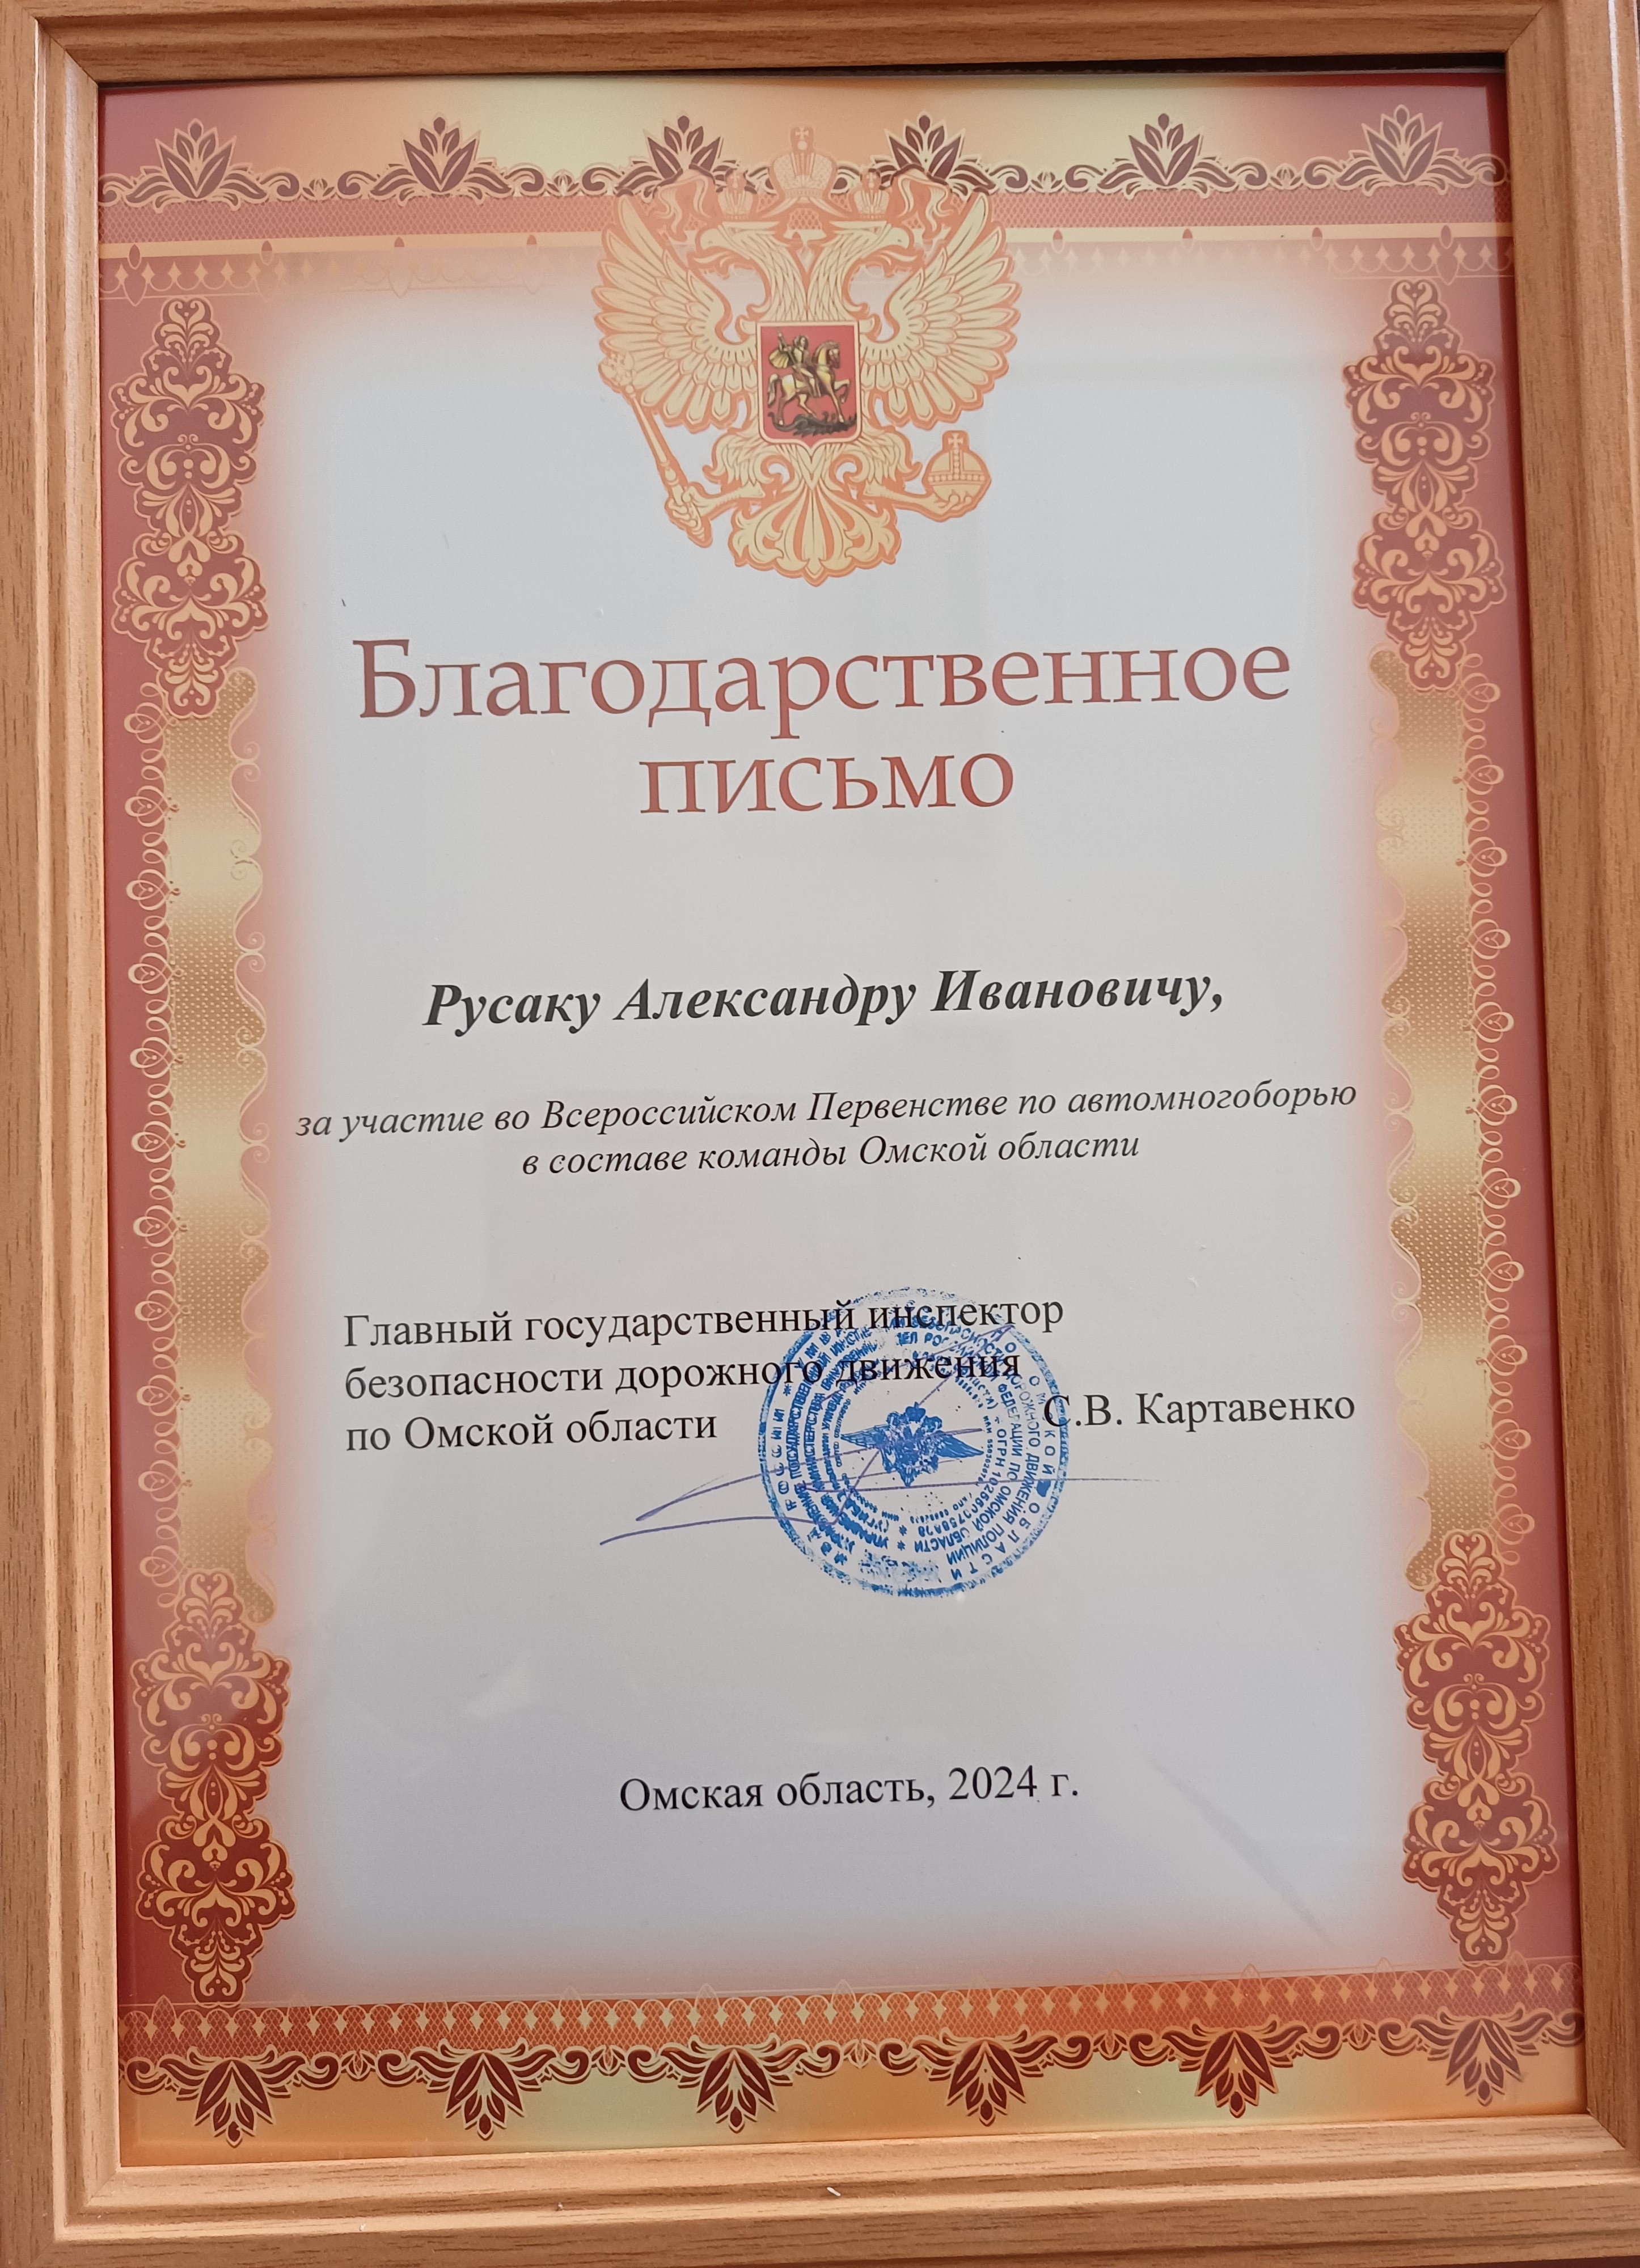 Благодарственное
письмо
Русаку Александру Ивановичу,
за участие во Всероссийском Первенстве по автомногоборью
в составе команды Омской области
Главный государственный инспектор
безопасности дорожного движения
по Омской области
С.В. Картавенко
Омская область, 2024 г.